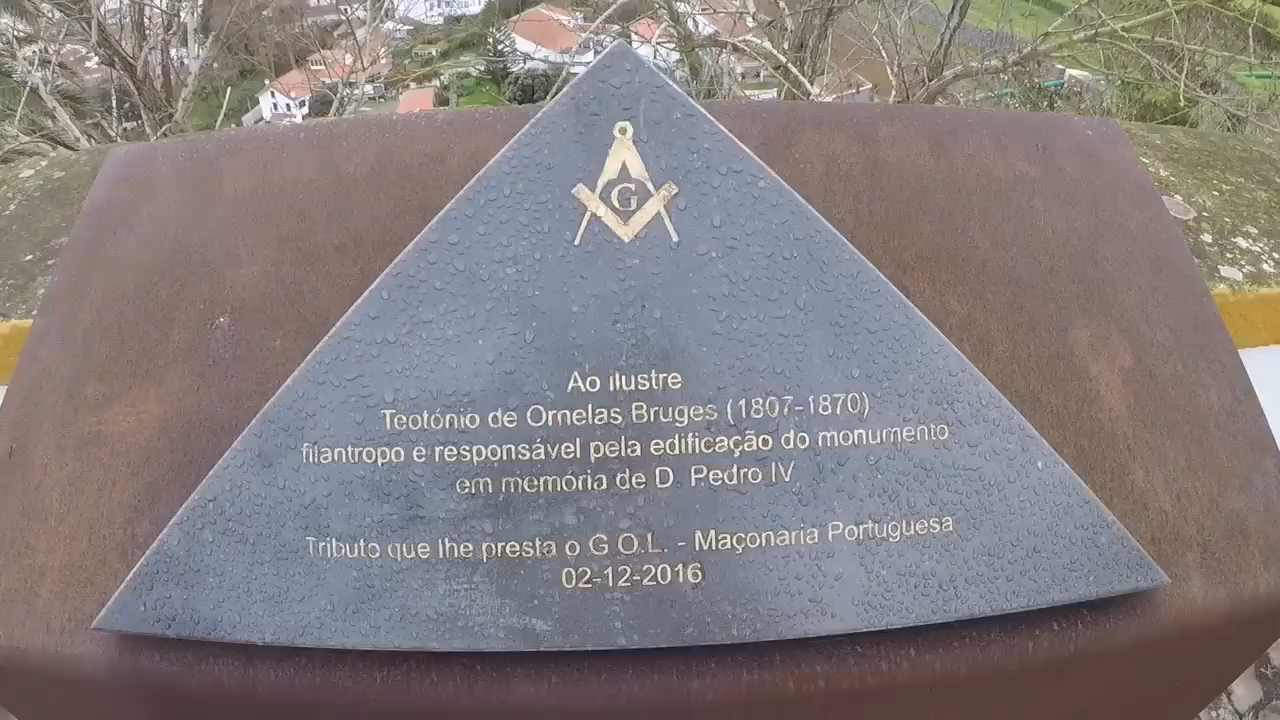 G
Ao ilustre
Teotónio de Ornelas Bruges (1807-1870)
filantropo e responsável pela edificação do monumento
em memória de D. Pedro IV
Tributo que lhe presta o G.O.L. - Maçonaria Portuguesa
02-12-2016